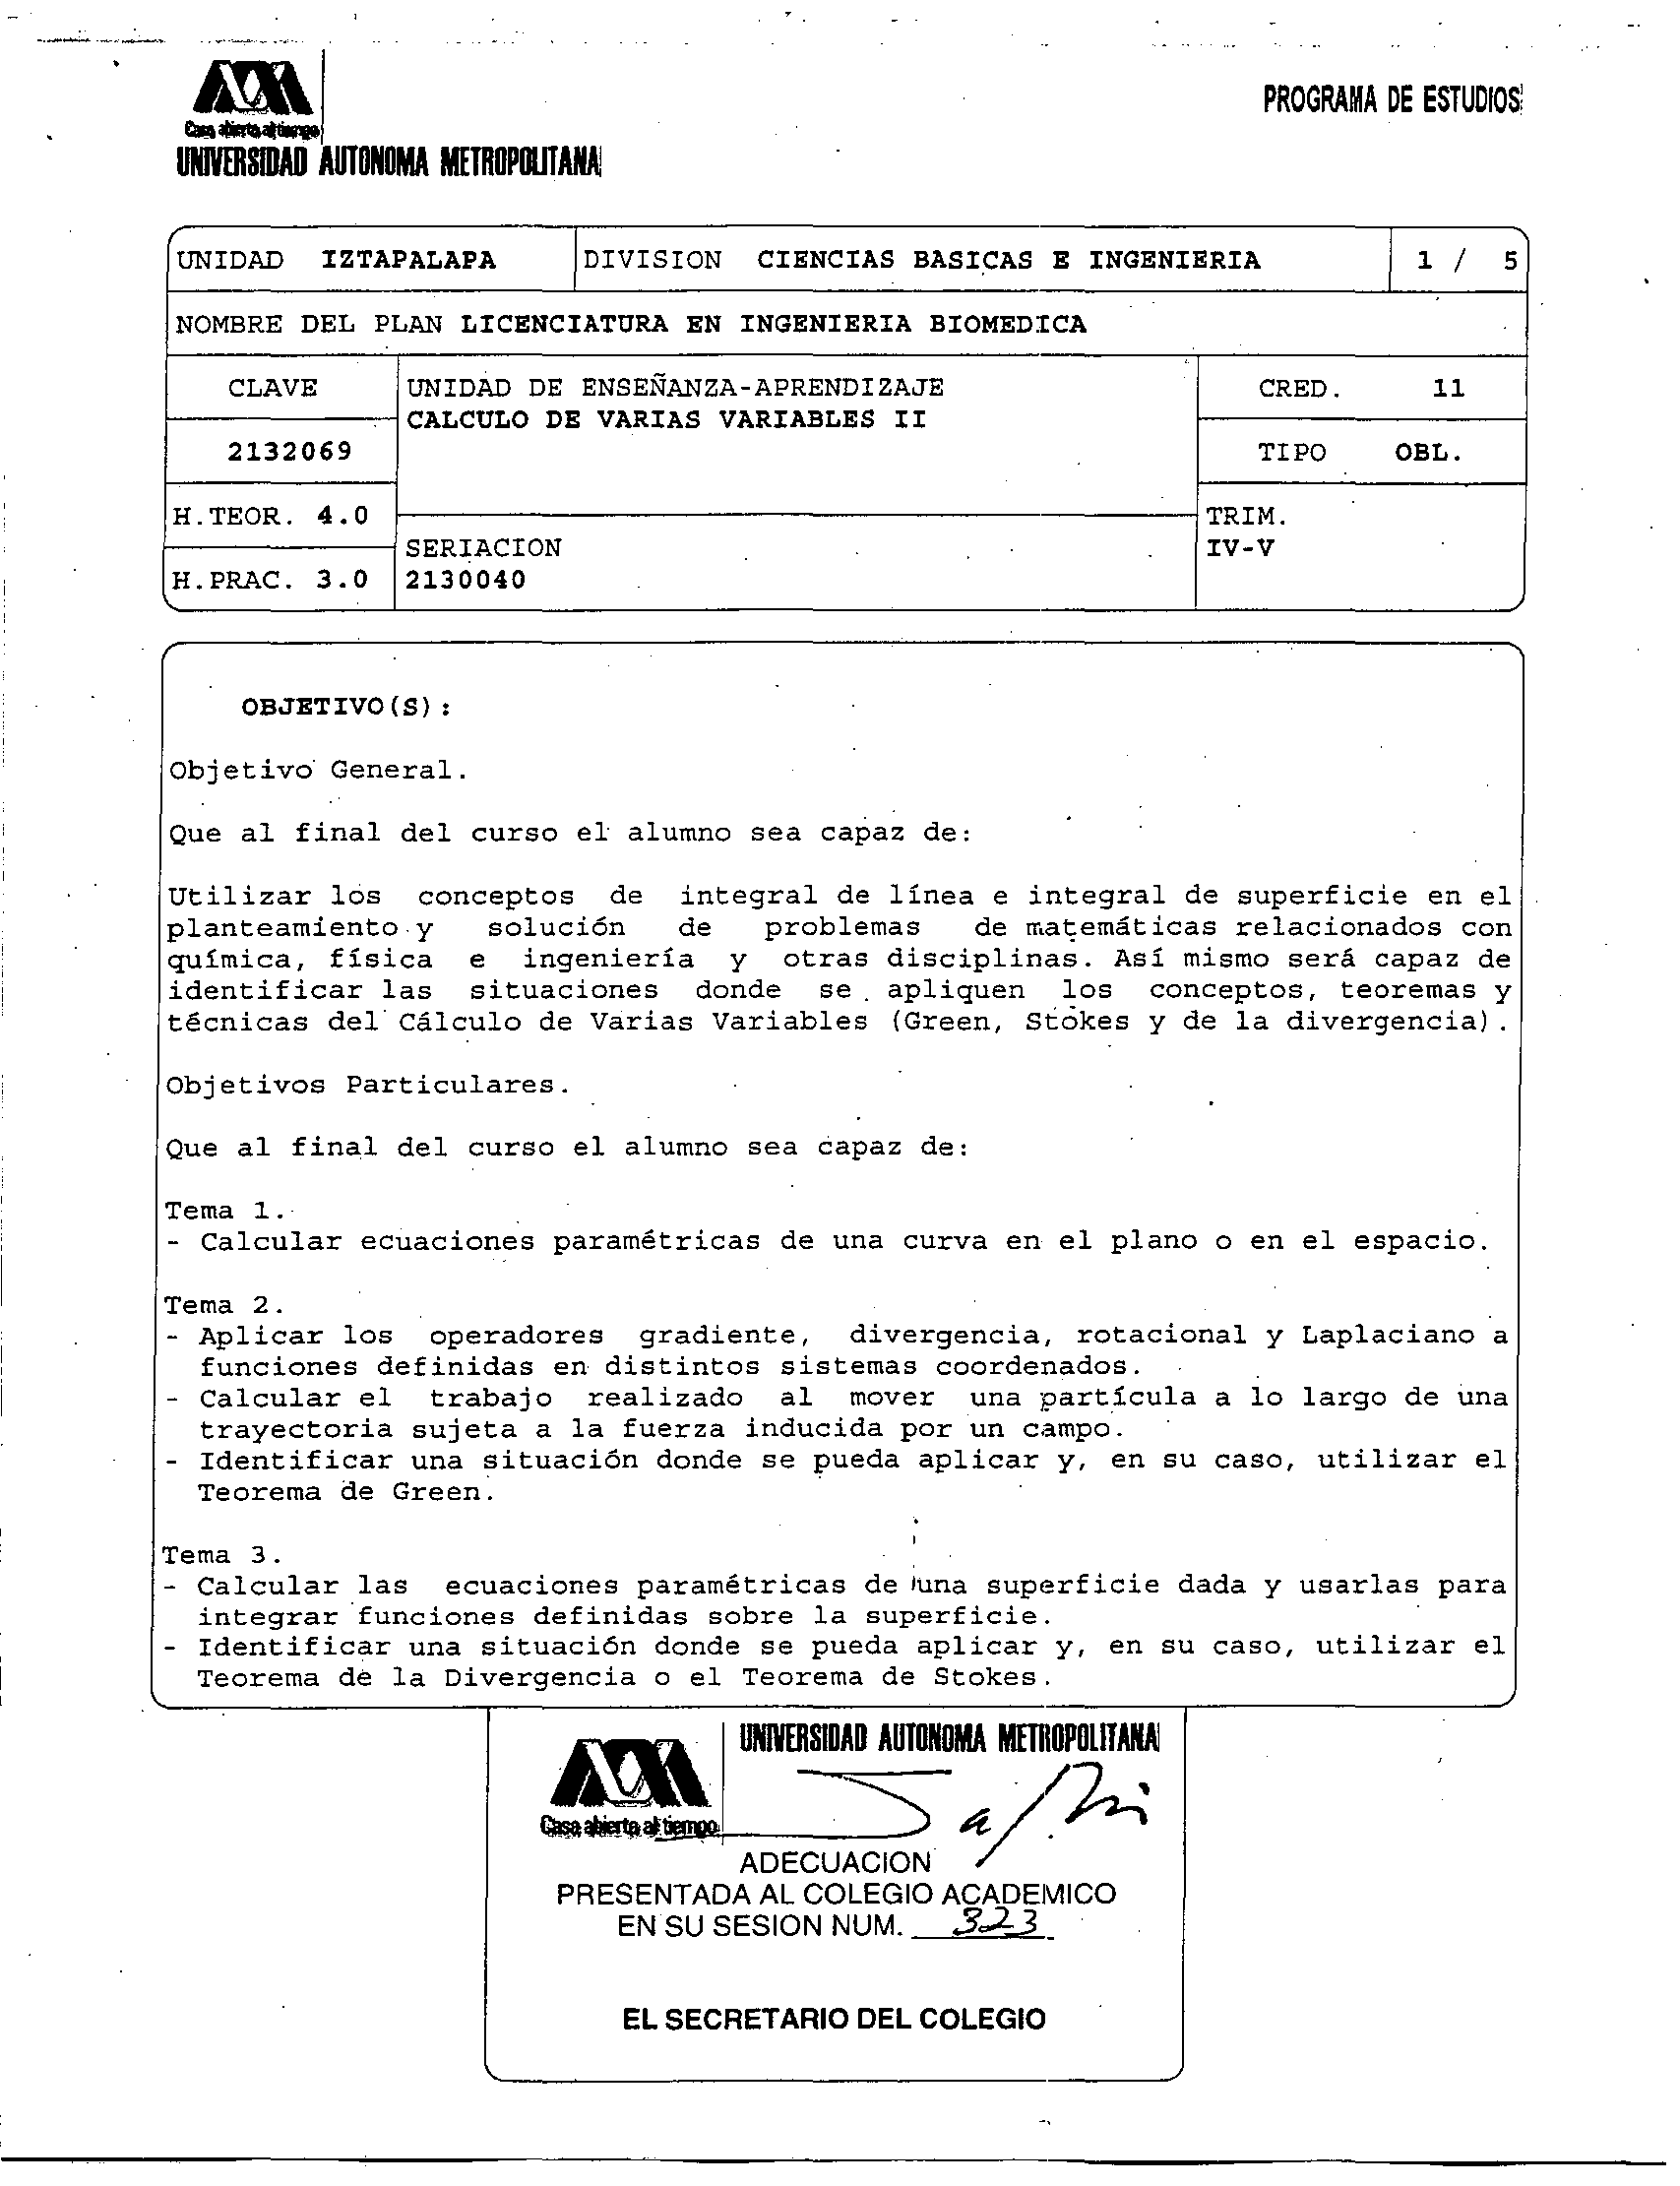 Casa abierta al tiempo
UNIVERSIDAD AUTONOMA METROPOLITANA
PROGRAMA DE ESTUDIOS
UNIDAD IZTAPALAPA
DIVISION CIENCIAS BASICAS E INGENIERIA
1 / 5
NOMBRE DEL PLAN LICENCIATURA EN INGENIERIA BIOMEDICA
CLAVE
2132069
UNIDAD DE ENSEÑANZA-APRENDIZAJE
CALCULO DE VARIAS VARIABLES II
CRED. 11
TIPO OBL.
H.TEOR. 4.0
H.PRAC. 3.0
SERIACION
2130040
TRIM.
IV-V
OBJETIVO(S):
Objetivo General.
Que al final del curso el alumno sea capaz de:
Utilizar los conceptos de integral de línea e integral de superficie en el
planteamiento y solución de problemas de matemáticas relacionados con
química, física e ingeniería y otras disciplinas. Así mismo será capaz de
identificar las situaciones donde se apliquen los conceptos, teoremas y
técnicas del Cálculo de Varias Variables (Green, Stokes y de la divergencia).
Objetivos Particulares.
Que al final del curso el alumno sea capaz de:
Tema 1.
- Calcular ecuaciones paramétricas de una curva en el plano o en el espacio.
Tema 2.
- Aplicar los operadores gradiente, divergencia, rotacional y Laplaciano a
funciones definidas en distintos sistemas coordenados.
- Calcular el trabajo realizado al mover una partícula a lo largo de una
trayectoria sujeta a la fuerza inducida por un campo.
- Identificar una situación donde se pueda aplicar y, en su caso, utilizar el
Teorema de Green.
Tema 3.
- Calcular las ecuaciones paramétricas de una superficie dada y usarlas para
integrar funciones definidas sobre la superficie.
- Identificar una situación donde se pueda aplicar y, en su caso, utilizar el
Teorema de la Divergencia o el Teorema de Stokes.
UNIVERSIDAD AUTONOMA METROPOLITANA
Casa abierta al tiempo
ADECUACION
PRESENTADA AL COLEGIO ACADEMICO
EN SU SESION NUM. 323
EL SECRETARIO DEL COLEGIO